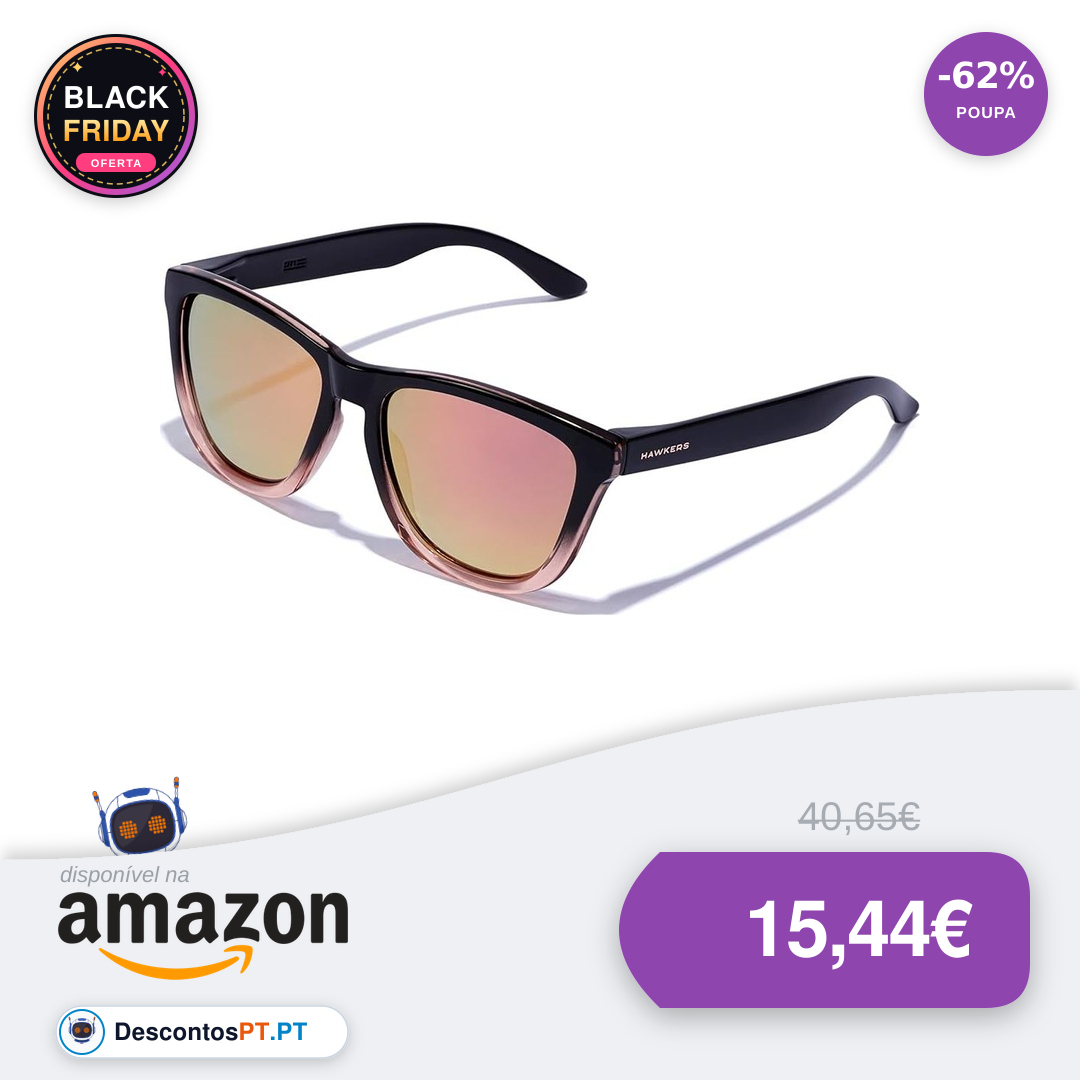 BLACK
FRIDAY
OFERTA
-62%
POUPA
HAWKERS
40,65€
15,44€
disponível na
amazon
DescontosPT.PT